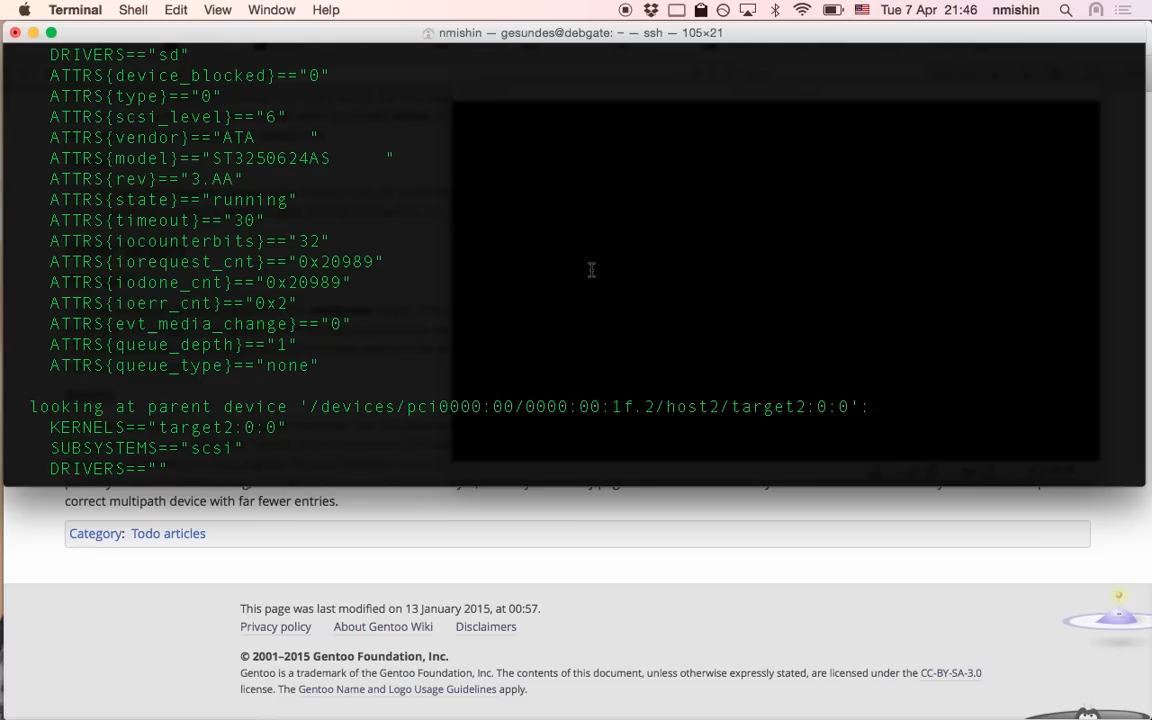 Terminal Shell Edit View Window Help Tue 7 Apr 21:46 nmishin
nmishin — gesundes@debgate: ~ — ssh — 105×21
DRIVERS=="sd"
ATTRS{device_blocked}=="0"
ATTRS{type}=="0"
ATTRS{scsi_level}=="6"
ATTRS{vendor}=="ATA     "
ATTRS{model}=="ST3250624AS     "
ATTRS{rev}=="3.AA"
ATTRS{state}=="running"
ATTRS{timeout}=="30"
ATTRS{iocounterbits}=="32"
ATTRS{iorequest_cnt}=="0x20989"
ATTRS{iodone_cnt}=="0x20989"
ATTRS{ioerr_cnt}=="0x2"
ATTRS{evt_media_change}=="0"
ATTRS{queue_depth}=="1"
ATTRS{queue_type}=="none"
looking at parent device '/devices/pci0000:00/0000:00:1f.2/host2/target2:0:0':
KERNELS=="target2:0:0"
SUBSYSTEMS=="scsi"
DRIVERS==""
correct multipath device with far fewer entries.
Category: Todo articles
This page was last modified on 13 January 2015, at 00:57.
Privacy policy About Gentoo Wiki Disclaimers
© 2001–2015 Gentoo Foundation, Inc.
Gentoo is a trademark of the Gentoo Foundation, Inc. The contents of this document, unless otherwise expressly stated, are licensed under the CC-BY-SA-3.0
license. The Gentoo Name and Logo Usage Guidelines apply.